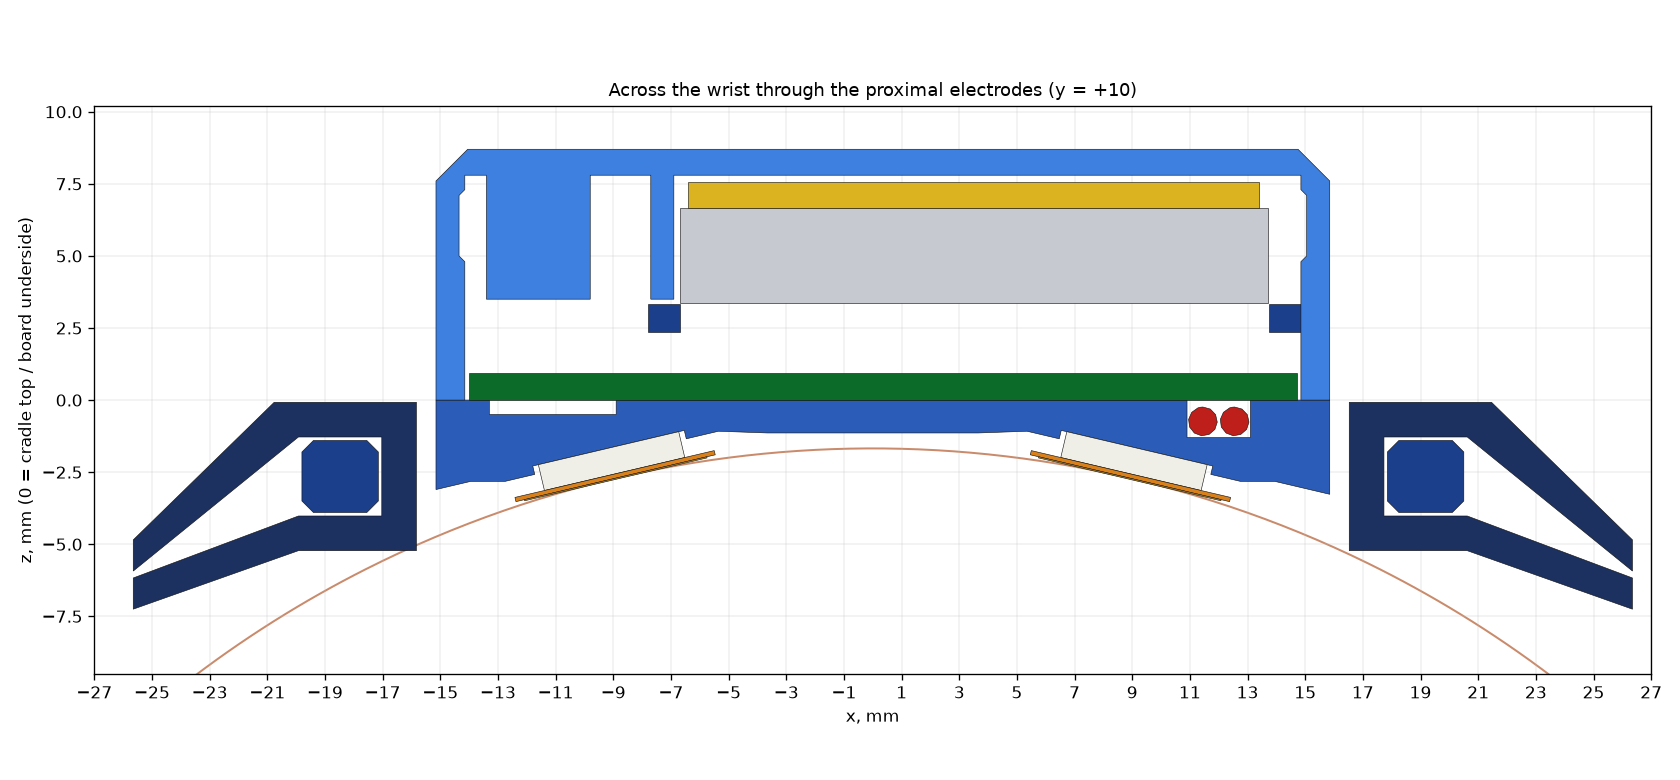 Across the wrist through the proximal electrodes (y = +10)
10.0
7.5
5.0
2.5
0.0
−2.5
−5.0
−7.5
z, mm (0 = cradle top / board underside)
−27 −25 −23 −21 −19 −17 −15 −13 −11 −9 −7 −5 −3 −1 1 3 5 7 9 11 13 15 17 19 21 23 25 27
x, mm